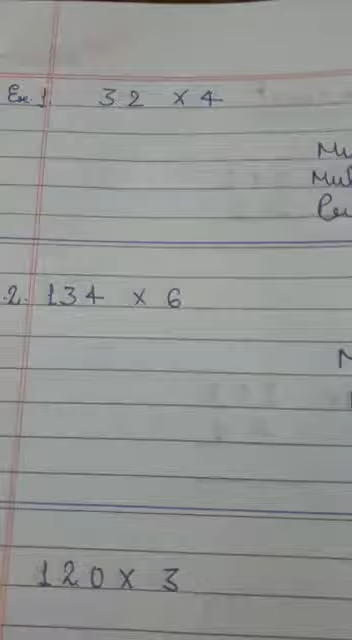 Ex. 1. 32 × 4
2. 134 × 6
120 × 3